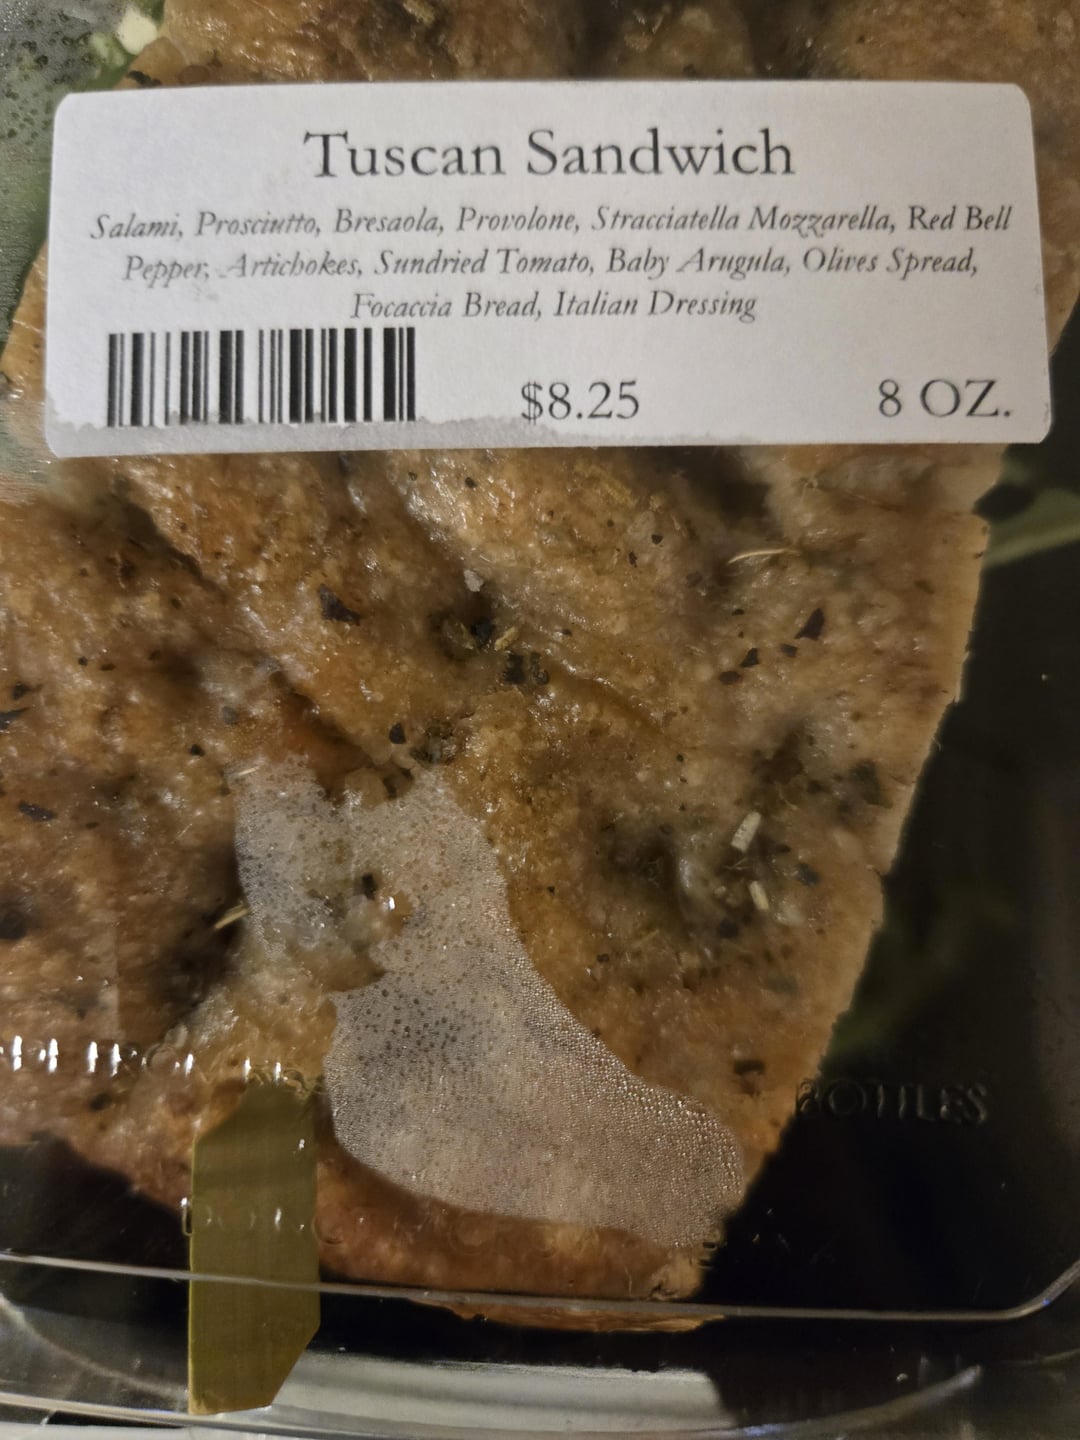 Tuscan Sandwich
Salami, Prosciutto, Bresaola, Provolone, Stracciatella Mozzarella, Red Bell
Pepper, Artichokes, Sundried Tomato, Baby Arugula, Olives Spread,
Focaccia Bread, Italian Dressing
$8.25 8 OZ.
BOTTLES